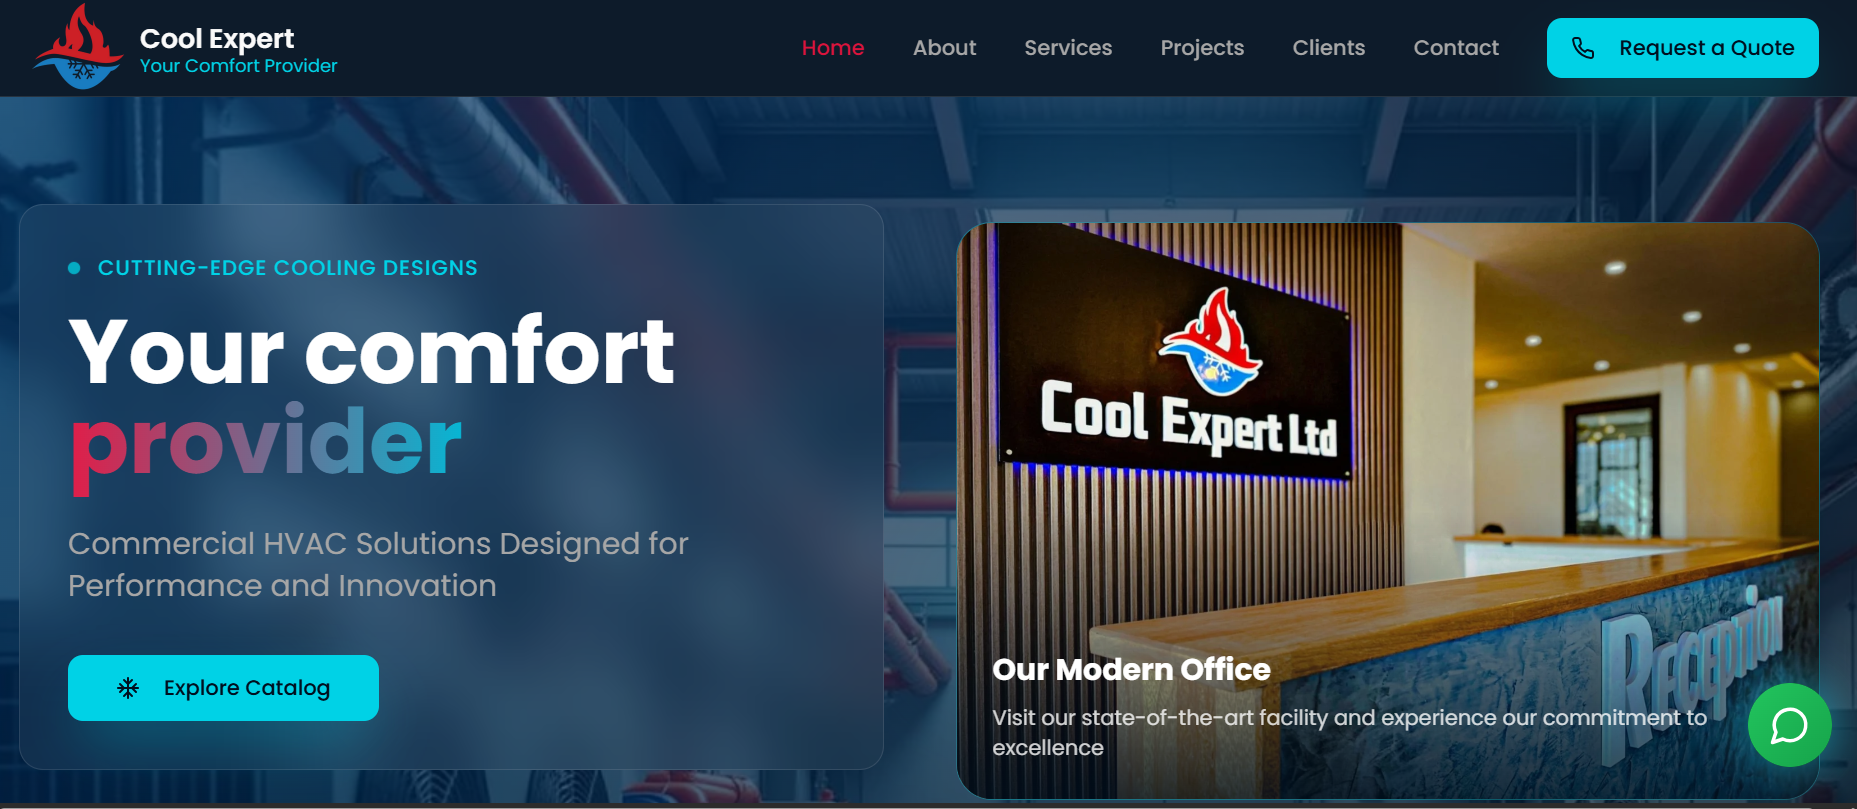 Cool Expert
Your Comfort Provider
Home
About
Services
Projects
Clients
Contact
Request a Quote
CUTTING-EDGE COOLING DESIGNS
Your comfort
provider
Commercial HVAC Solutions Designed for
Performance and Innovation
Explore Catalog
Cool Expert Ltd
Reception
Our Modern Office
Visit our state-of-the-art facility and experience our commitment to
excellence